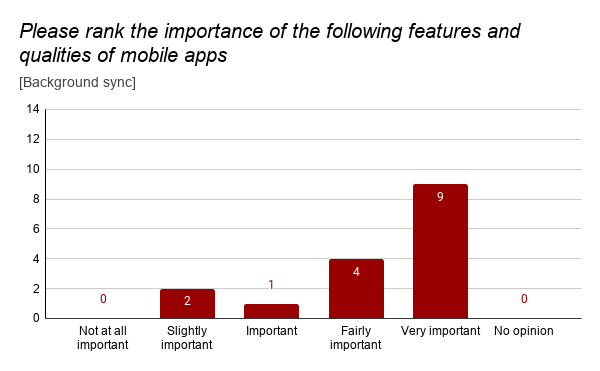 Please rank the importance of the following features and
qualities of mobile apps
[Background sync]
14
12
10
8
6
4
2
0
0
2
1
4
9
0
Not at all
important
Slightly
important
Important
Fairly
important
Very important
No opinion